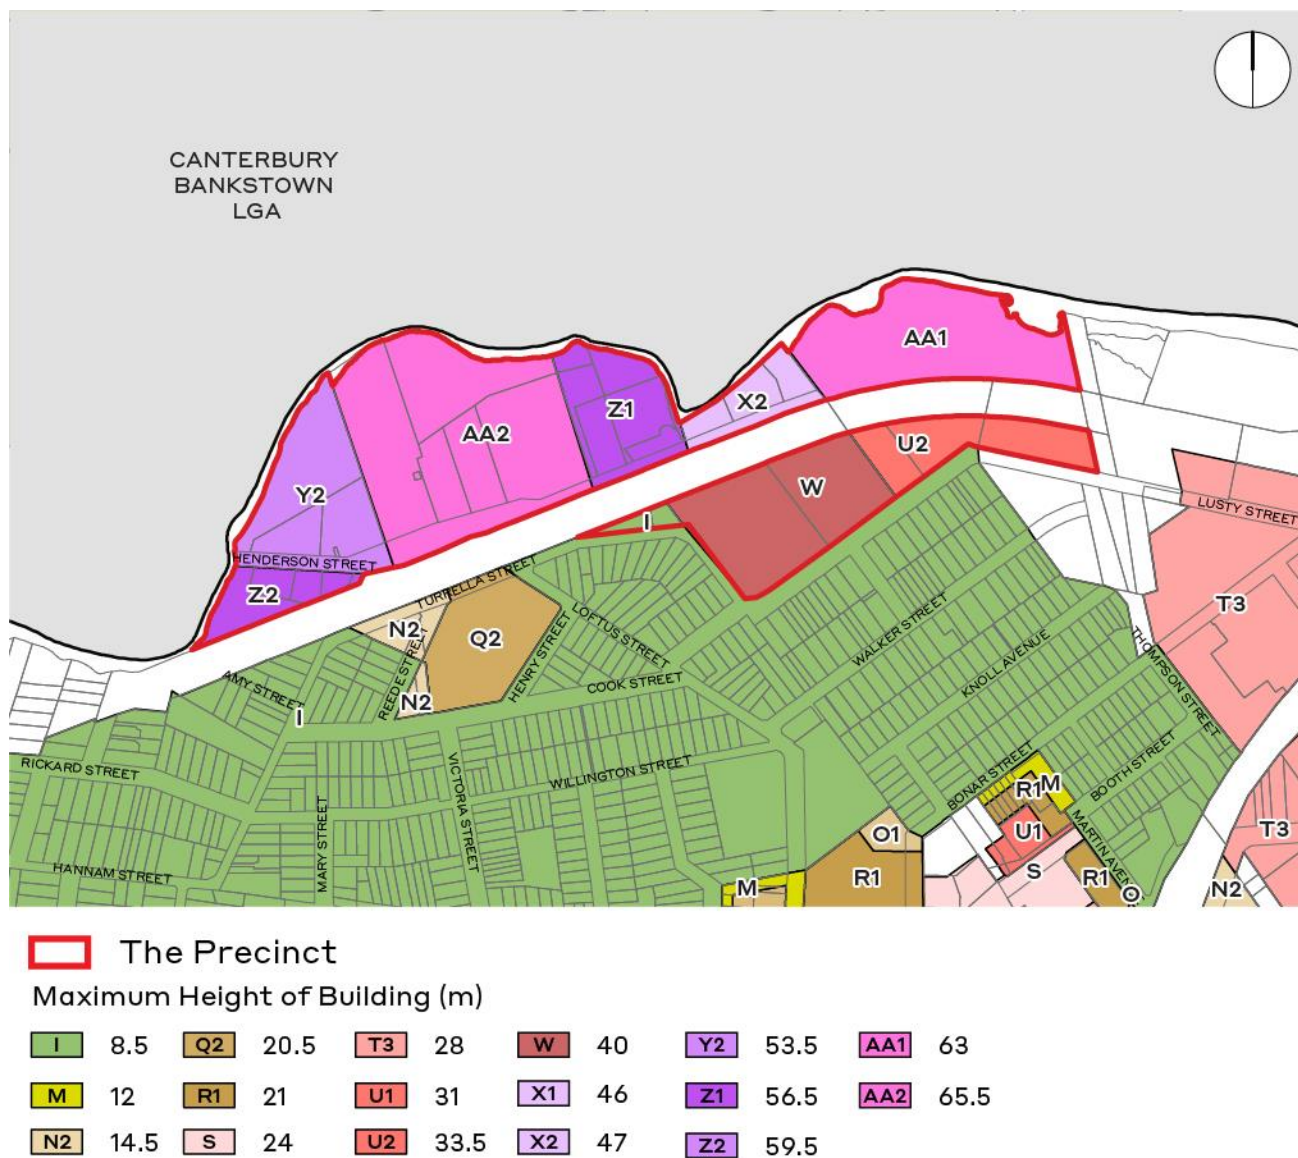 CANTERBURY
BANKSTOWN
LGA
AA1
X2
Z1
AA2
U2
W
Y2
I
LUSTY STREET
HENDERSON STREET
TURRELLA STREET
Z2
T3
N2
Q2
LOFTUS STREET
WALKER STREET
THOMPSON STREET
REEDE STREET
HENRY STREET
COOK STREET
KNOLL AVENUE
AMY STREET
I
N2
RICKARD STREET
VICTORIA STREET
WILLINGTON STREET
BONAR STREET
BOOTH STREET
R1
M
U1
MARTIN AVENUE
T3
MARY STREET
O1
HANNAM STREET
M
R1
S
R1
O
N2
The Precinct
Maximum Height of Building (m)
I 8.5 Q2 20.5 T3 28 W 40 Y2 53.5 AA1 63
M 12 R1 21 U1 31 X1 46 Z1 56.5 AA2 65.5
N2 14.5 S 24 U2 33.5 X2 47 Z2 59.5